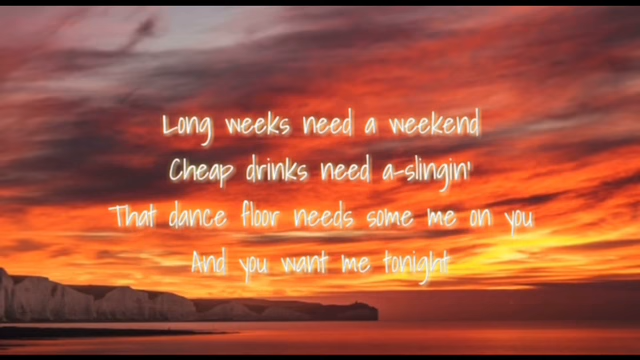 Long weeks need a weekend
Cheap drinks need a-slingin'
That dance floor needs some me on you
And you want me tonight